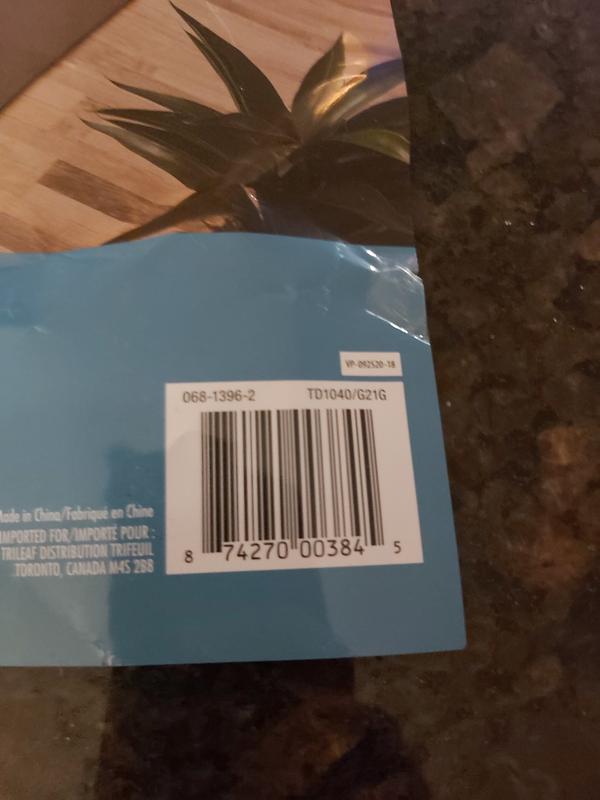 VP-092520-18
068-1396-2 TD1040/G21G
8 74270 00384 5
Made in China/Fabriqué en Chine
IMPORTED FOR/IMPORTÉ POUR :
TRILEAF DISTRIBUTION TRIFEUIL
TORONTO, CANADA M4S 2B8